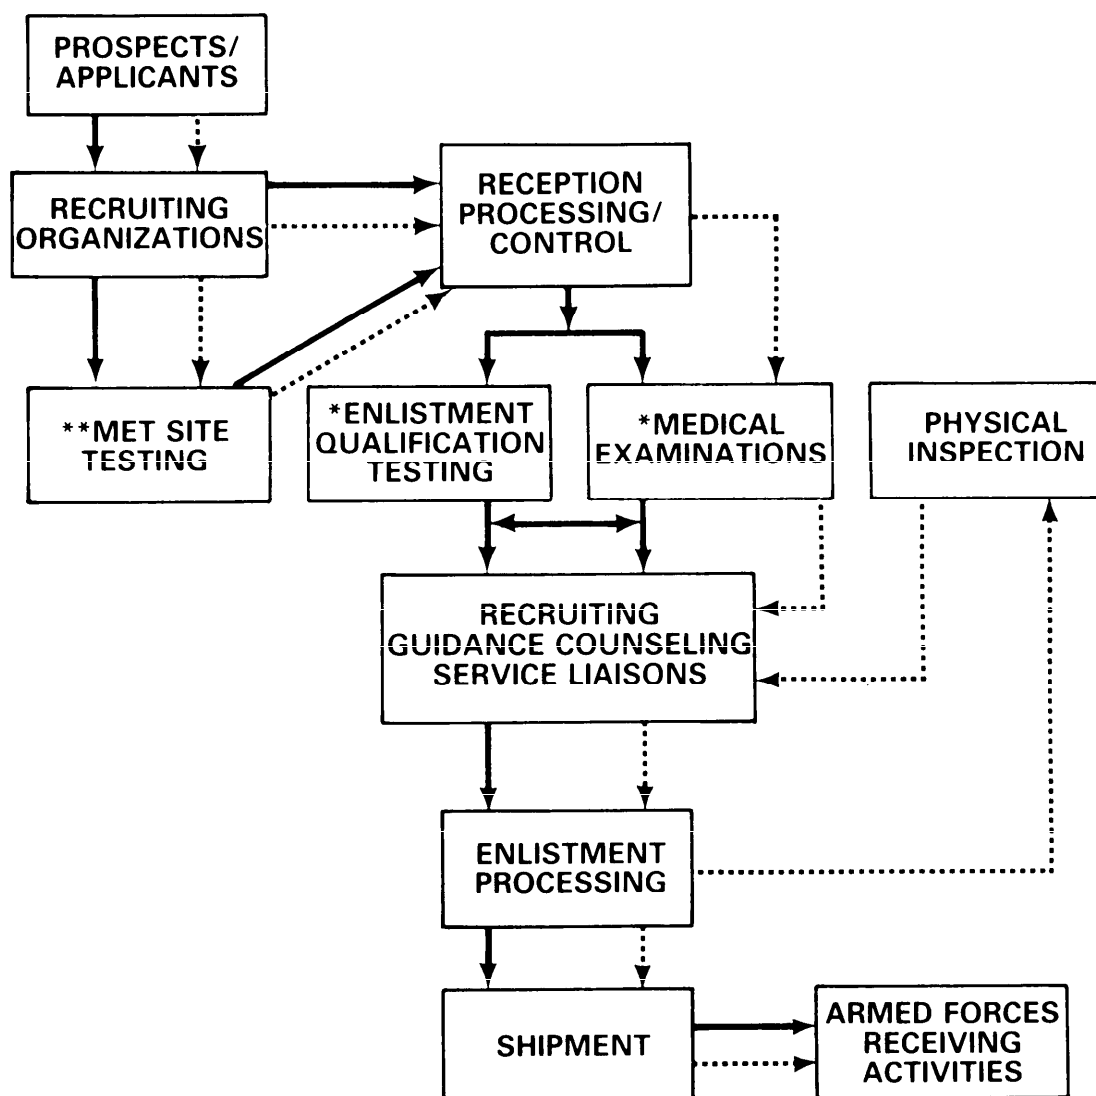 PROSPECTS/
APPLICANTS
RECRUITING
ORGANIZATIONS
RECEPTION
PROCESSING/
CONTROL
**MET SITE
TESTING
*ENLISTMENT
QUALIFICATION
TESTING
*MEDICAL
EXAMINATIONS
PHYSICAL
INSPECTION
RECRUITING
GUIDANCE COUNSELING
SERVICE LIAISONS
ENLISTMENT
PROCESSING
SHIPMENT
ARMED FORCES
RECEIVING
ACTIVITIES